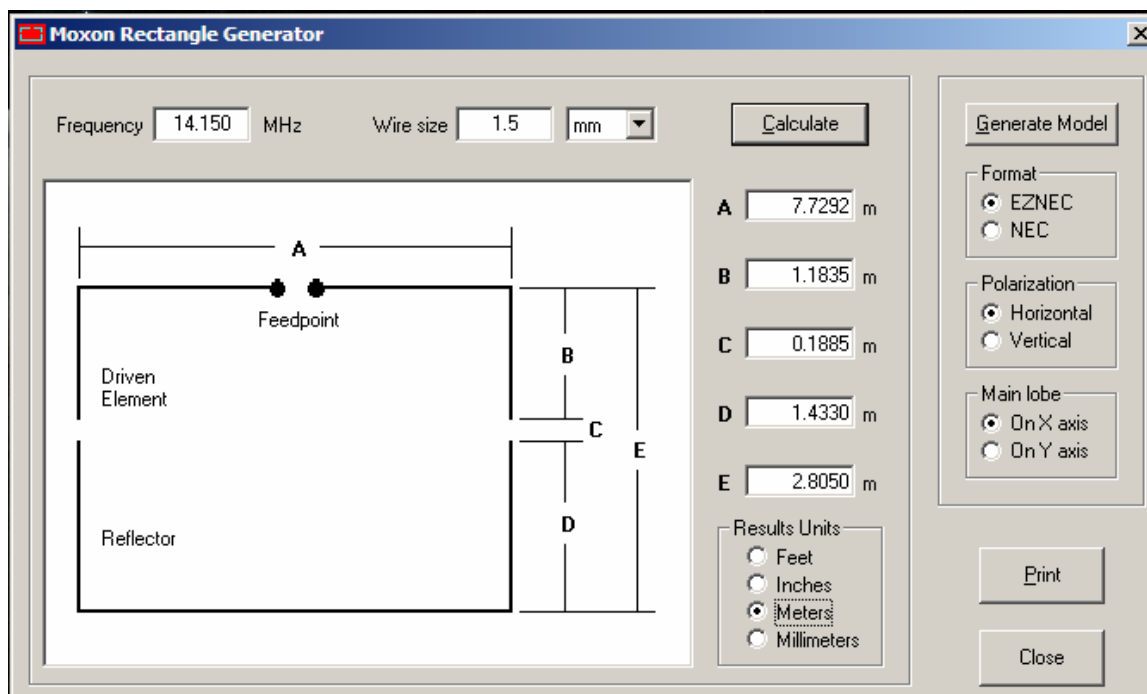 Moxon Rectangle Generator
Frequency 14.150 MHz Wire size 1.5 mm Calculate
A
Feedpoint
Driven
Element
B
C
E
D
Reflector
A 7.7292 m
B 1.1835 m
C 0.1885 m
D 1.4330 m
E 2.8050 m
Results Units
Feet
Inches
Meters
Millimeters
Generate Model
Format
EZNEC
NEC
Polarization
Horizontal
Vertical
Main lobe
On X axis
On Y axis
Print
Close